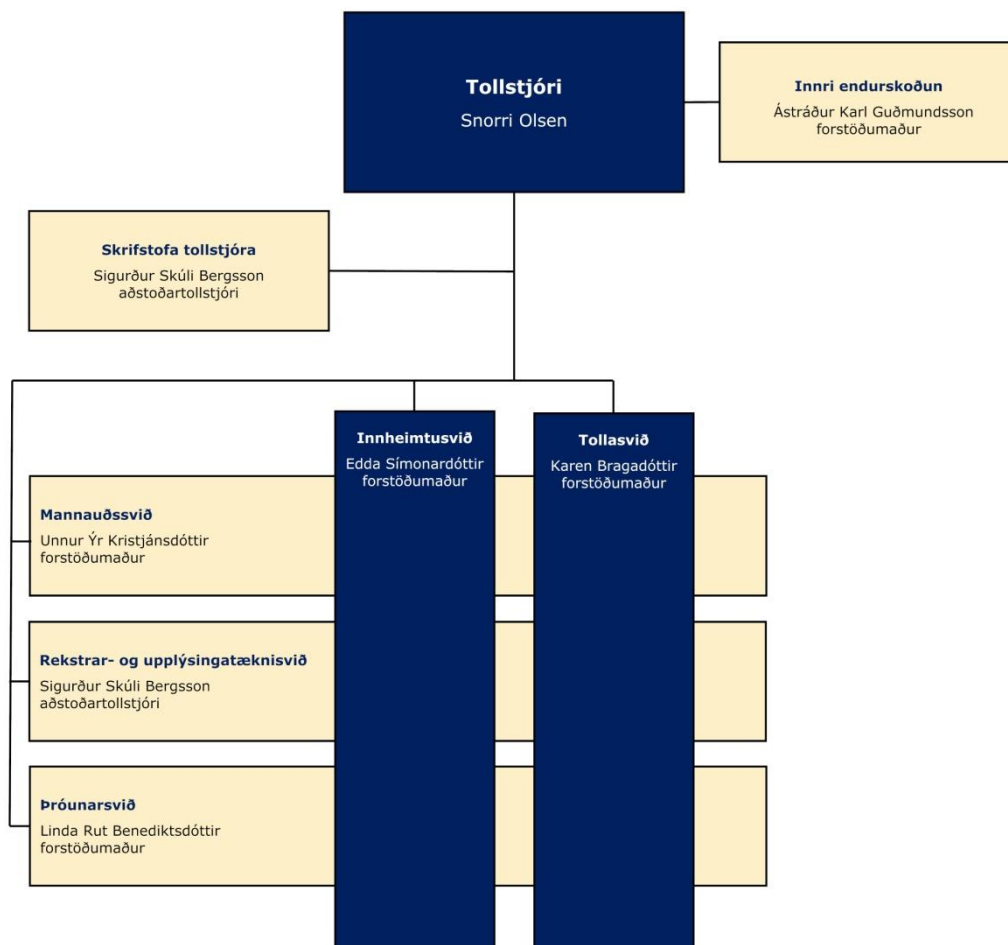 Tollstjóri
Snorri Olsen
Innri endurskoðun
Ástráður Karl Guðmundsson
forstöðumaður
Skrifstofa tollstjóra
Sigurður Skúli Bergsson
aðstoðartollstjóri
Innheimtusvið
Edda Símonardóttir
forstöðumaður
Tollasvið
Karen Bragadóttir
forstöðumaður
Mannauðssvið
Unnur Ýr Kristjánsdóttir
forstöðumaður
Rekstrar- og upplýsingatæknisvið
Sigurður Skúli Bergsson
aðstoðartollstjóri
Þróunarsvið
Linda Rut Benediktsdóttir
forstöðumaður